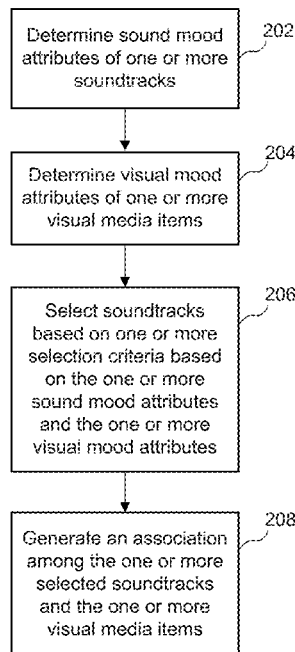 Determine sound mood
attributes of one or more
soundtracks
202
Determine visual mood
attributes of one or more
visual media items
204
Select soundtracks
based on one or more
selection criteria based
on the one or more
sound mood attributes
and the one or more
visual mood attributes
206
Generate an association
among the one or more
selected soundtracks
and the one or more
visual media items
208